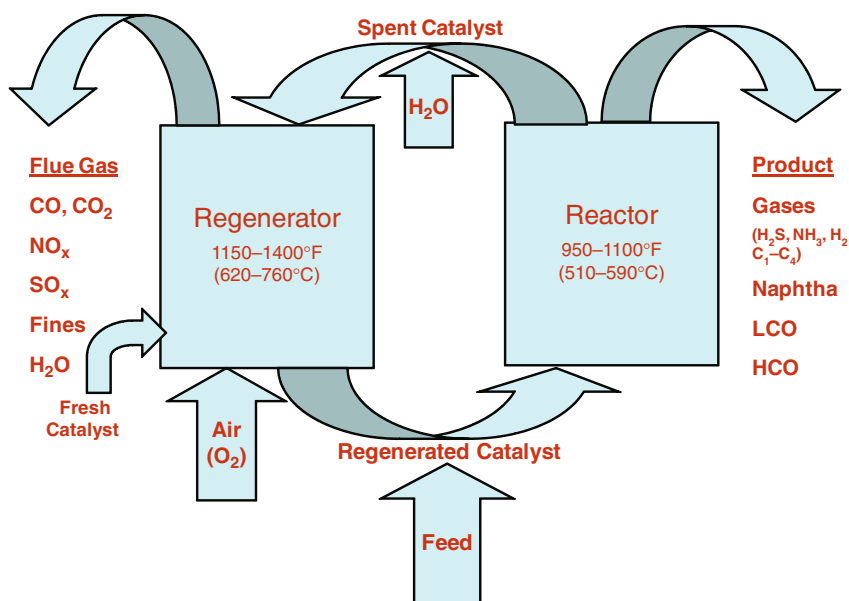 Spent Catalyst
H₂O
Flue Gas
CO, CO₂
NOₓ
SOₓ
Fines
H₂O
Fresh
Catalyst
Regenerator
1150–1400°F
(620–760°C)
Air
(O₂)
Reactor
950–1100°F
(510–590°C)
Regenerated Catalyst
Feed
Product
Gases
(H₂S, NH₃, H₂
C₁–C₄)
Naphtha
LCO
HCO